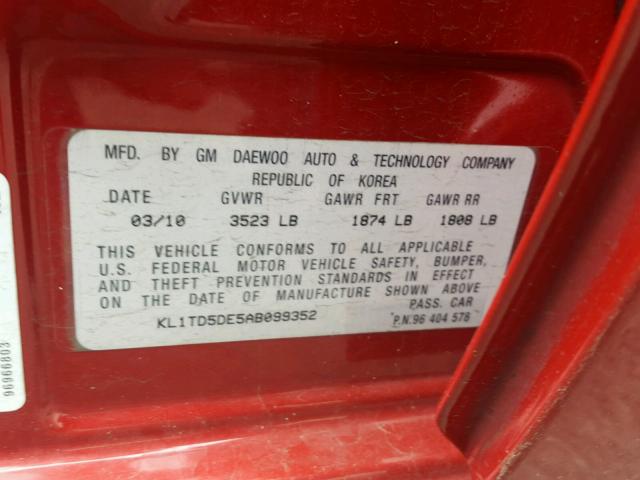 MFD. BY GM DAEWOO AUTO & TECHNOLOGY COMPANY
REPUBLIC OF KOREA
DATE GVWR GAWR FRT GAWR RR
03/10 3523 LB 1874 LB 1808 LB
THIS VEHICLE CONFORMS TO ALL APPLICABLE
U.S. FEDERAL MOTOR VEHICLE SAFETY, BUMPER,
AND THEFT PREVENTION STANDARDS IN EFFECT
ON THE DATE OF MANUFACTURE SHOWN ABOVE
PASS. CAR
KL1TD5DE5AB099352
P.N.96 404 578
96966803